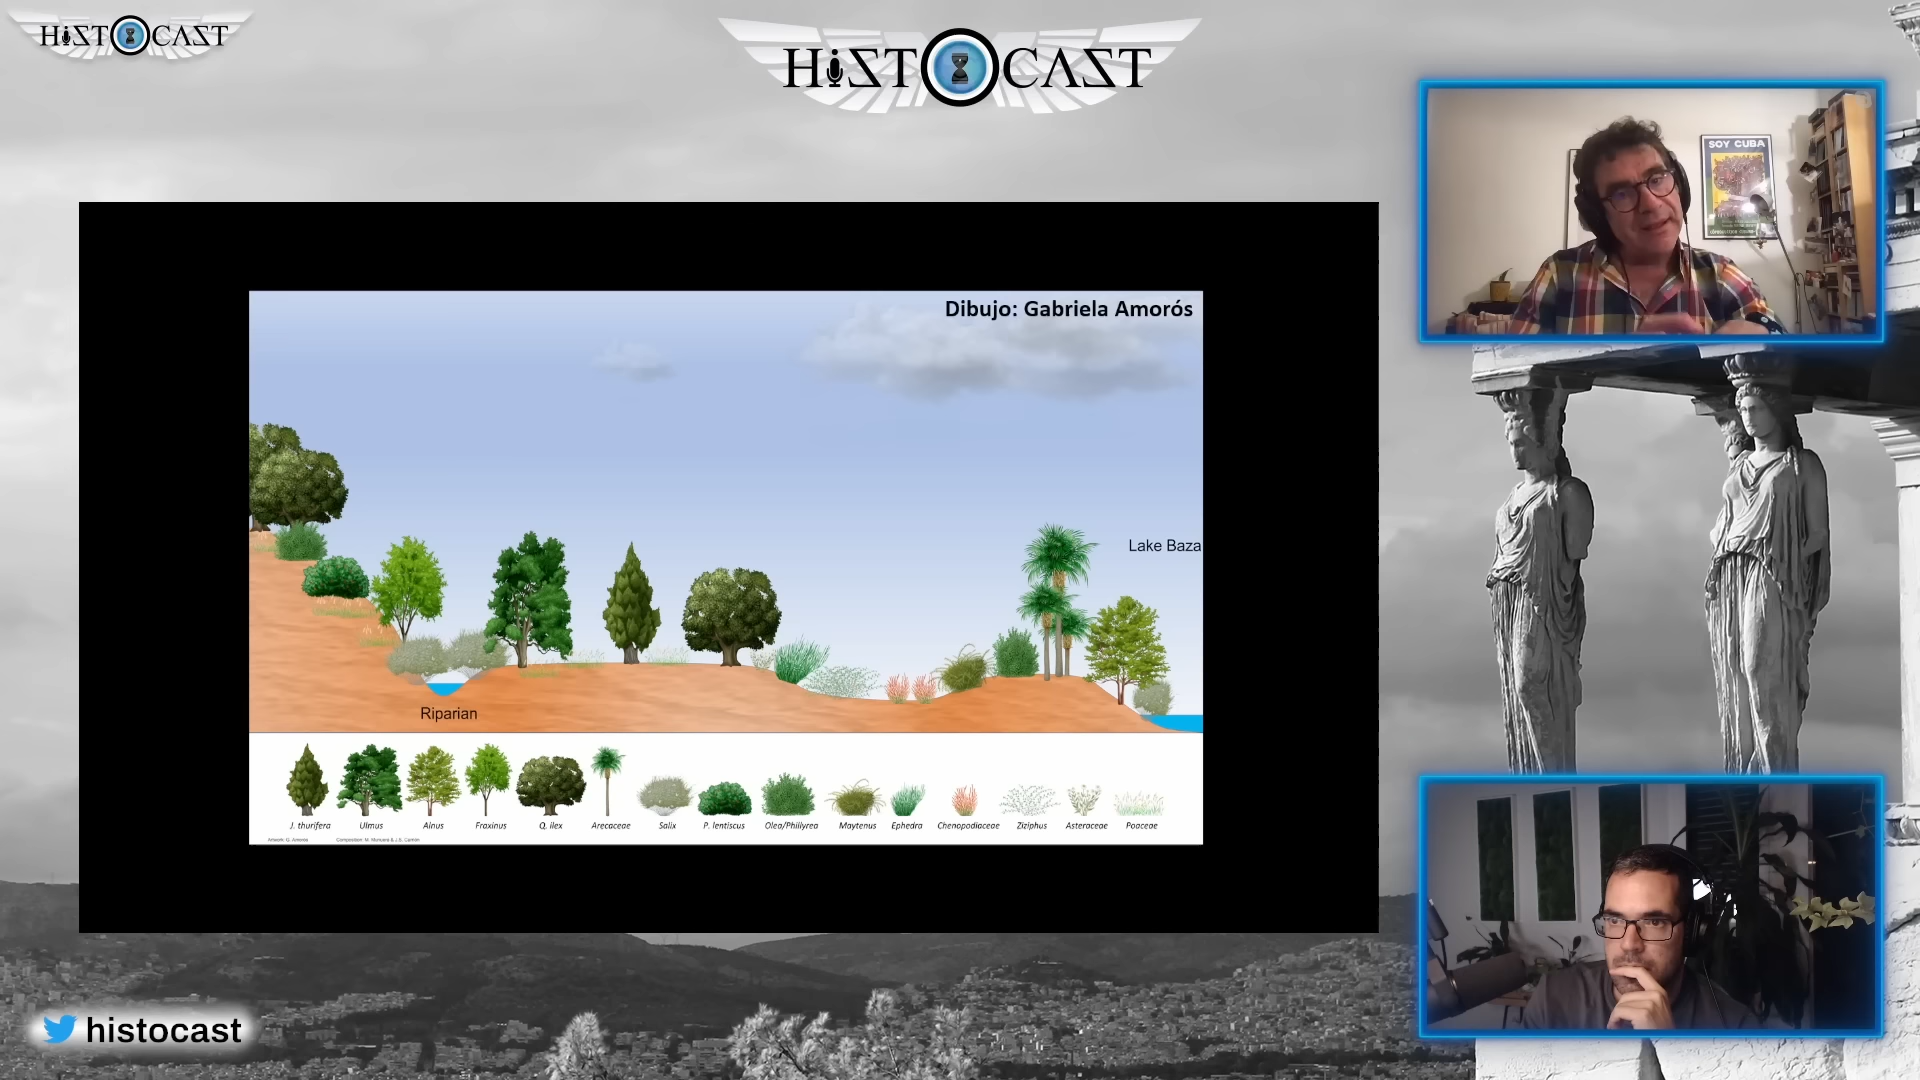 HiSTOCAST
HiSTOCAST
SOY CUBA
Dibujo: Gabriela Amorós
Lake Baza
Riparian
J. thurifera
Ulmus
Alnus
Fraxinus
Q. ilex
Arecaceae
Salix
P. lentiscus
Olea/Phillyrea
Maytenus
Ephedra
Chenopodiaceae
Ziziphus
Asteraceae
Poaceae
histocast